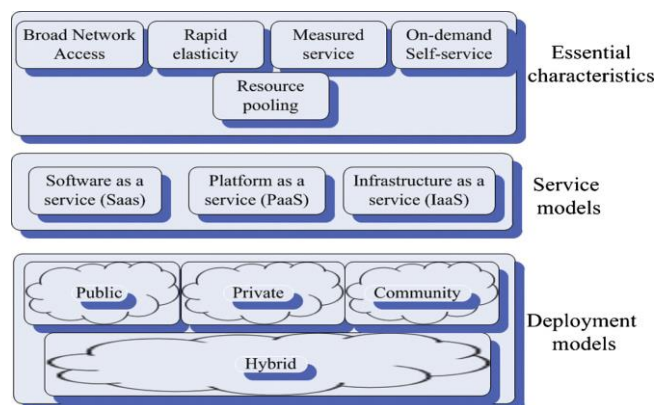 Broad Network
Access
Rapid
elasticity
Measured
service
On-demand
Self-service
Resource
pooling
Essential
characteristics
Software as a
service (Saas)
Platform as a
service (PaaS)
Infrastructure as a
service (IaaS)
Service
models
Public
Private
Community
Hybrid
Deployment
models